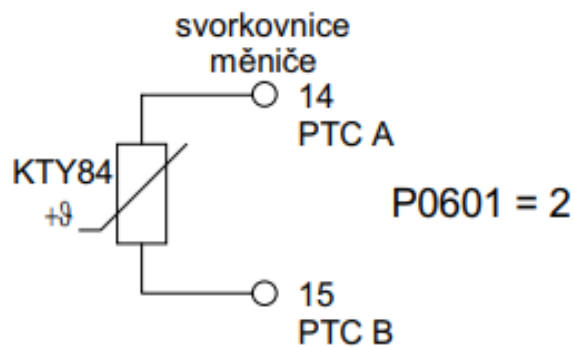 svorkovnice
měniče
14
PTC A
KTY84
+ϑ
P0601 = 2
15
PTC B